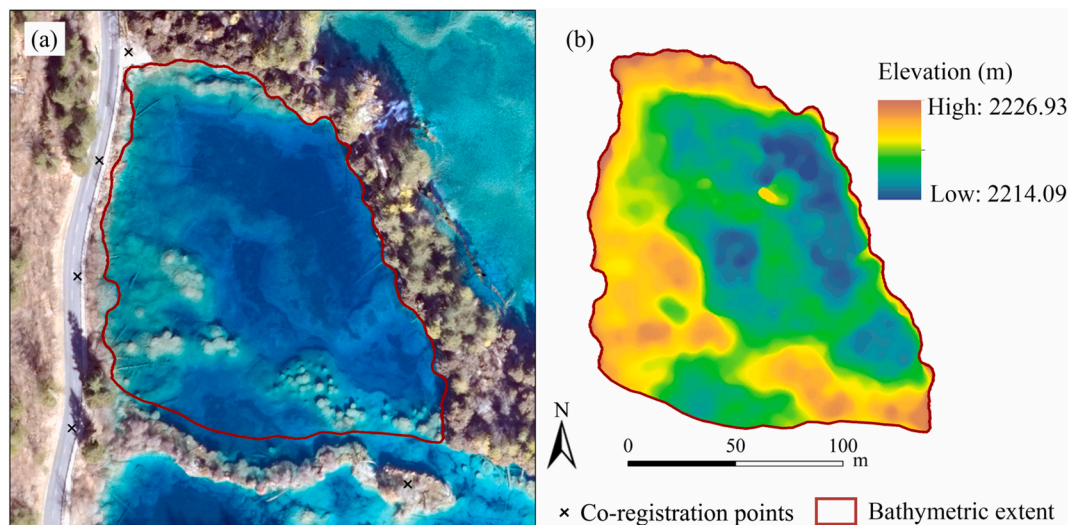 (a)
(b)
Elevation (m)
High: 2226.93
Low: 2214.09
N
0 50 100
m
× Co-registration points
Bathymetric extent